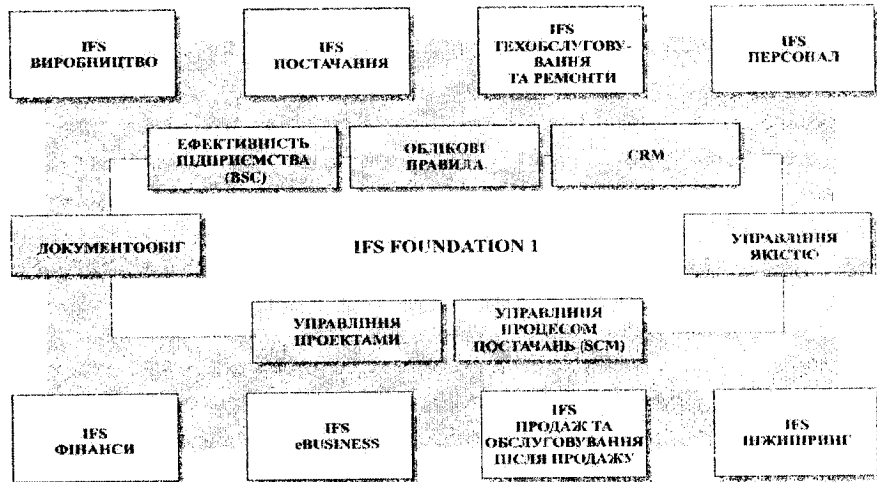 IFS
ВИРОБНИЦТВО
IFS
ПОСТАЧАННЯ
IFS
ТЕХОБСЛУГОВУ-
ВАННЯ
ТА РЕМОНТИ
IFS
ПЕРСОНАЛ
ЕФЕКТИВНІСТЬ
ПІДПРИЄМСТВА
(BSC)
ОБЛІКОВІ
ПРАВИЛА
CRM
ДОКУМЕНТООБІГ
IFS FOUNDATION 1
УПРАВЛІННЯ
ЯКІСТЮ
УПРАВЛІННЯ
ПРОЕКТАМИ
УПРАВЛІННЯ
ПРОЦЕСОМ
ПОСТАЧАНЬ (SCM)
IFS
ФІНАНСИ
IFS
eBUSINESS
IFS
ПРОДАЖ ТА
ОБСЛУГОВУВАННЯ
ПІСЛЯ ПРОДАЖУ
IFS
ІНЖИНІРИНГ